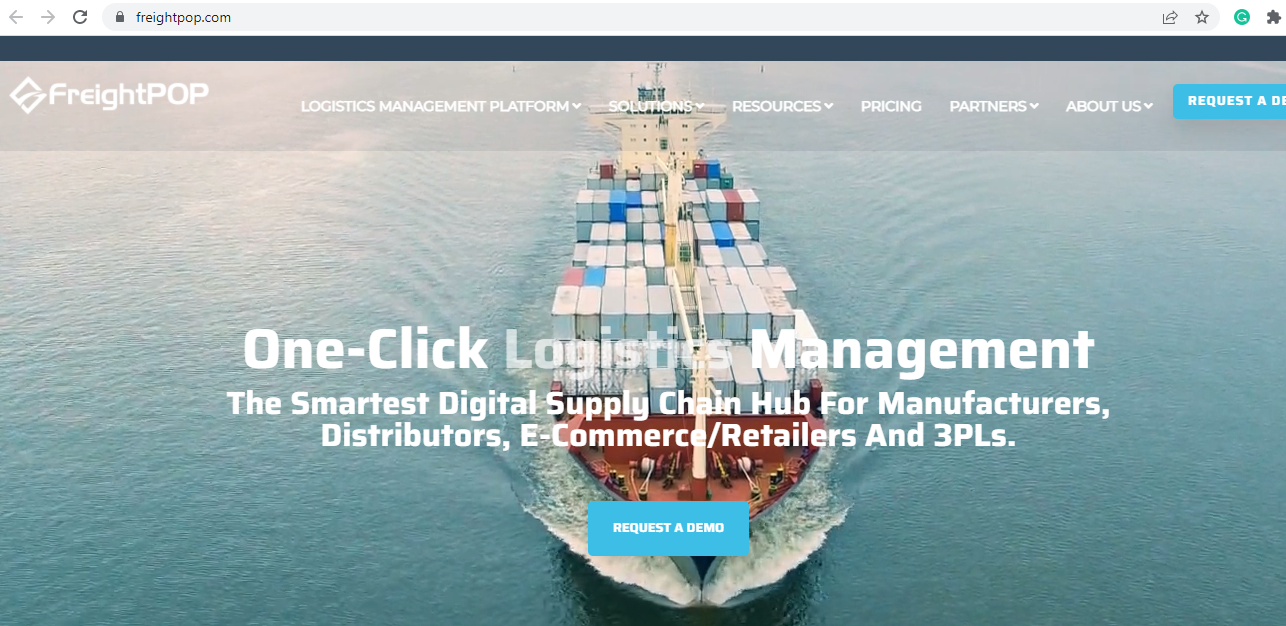 freightpop.com
FreightPOP
LOGISTICS MANAGEMENT PLATFORM SOLUTIONS RESOURCES PRICING PARTNERS ABOUT US REQUEST A DE
One-Click Logistics Management
The Smartest Digital Supply Chain Hub For Manufacturers,
Distributors, E-Commerce/Retailers And 3PLs.
REQUEST A DEMO